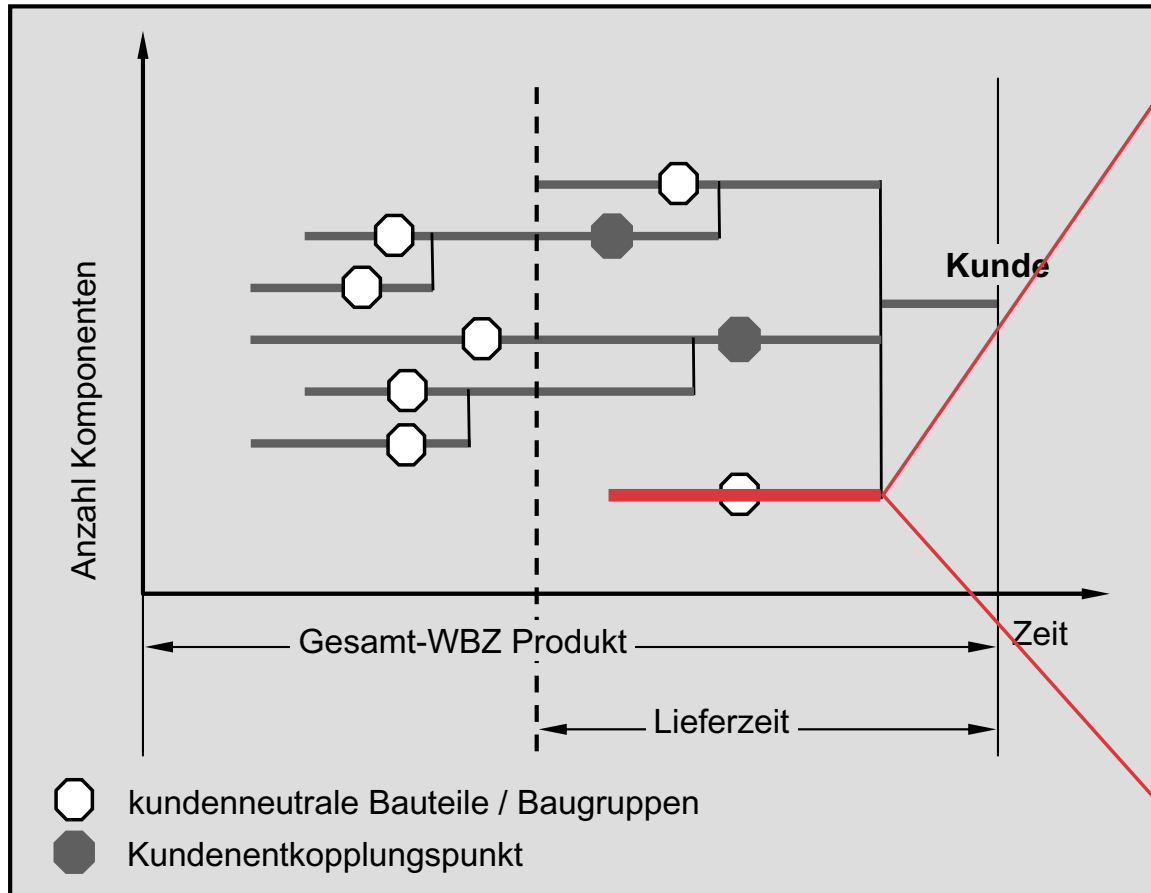 Kunde
Anzahl Komponenten
Zeit
Gesamt-WBZ Produkt
Lieferzeit
kundenneutrale Bauteile / Baugruppen
Kundenentkopplungspunkt